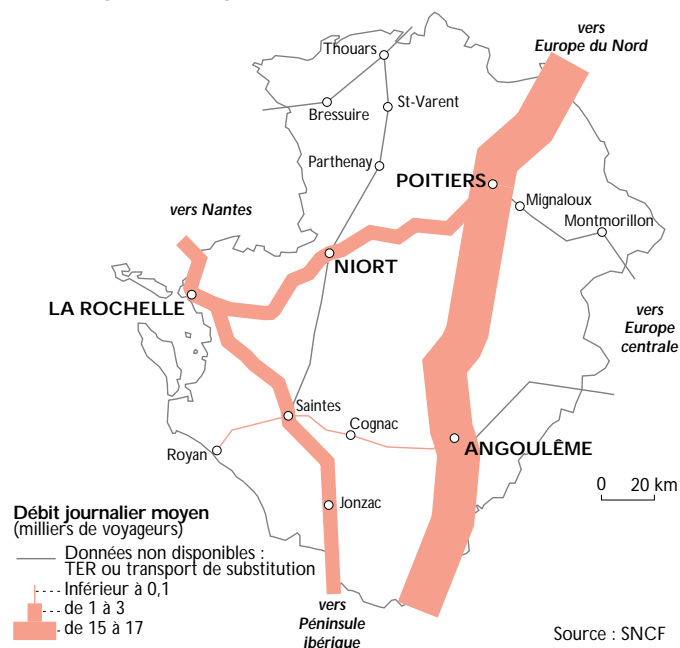 vers
Europe du Nord
Thouars
Bressuire
St-Varent
Parthenay
POITIERS
Mignaloux
Montmorillon
vers Nantes
NIORT
LA ROCHELLE
vers
Europe
centrale
Saintes
Cognac
Royan
ANGOULÊME
0 20 km
Jonzac
Débit journalier moyen
(milliers de voyageurs)
Données non disponibles :
TER ou transport de substitution
Inférieur à 0,1
de 1 à 3
de 15 à 17
vers
Péninsule
ibérique
Source : SNCF